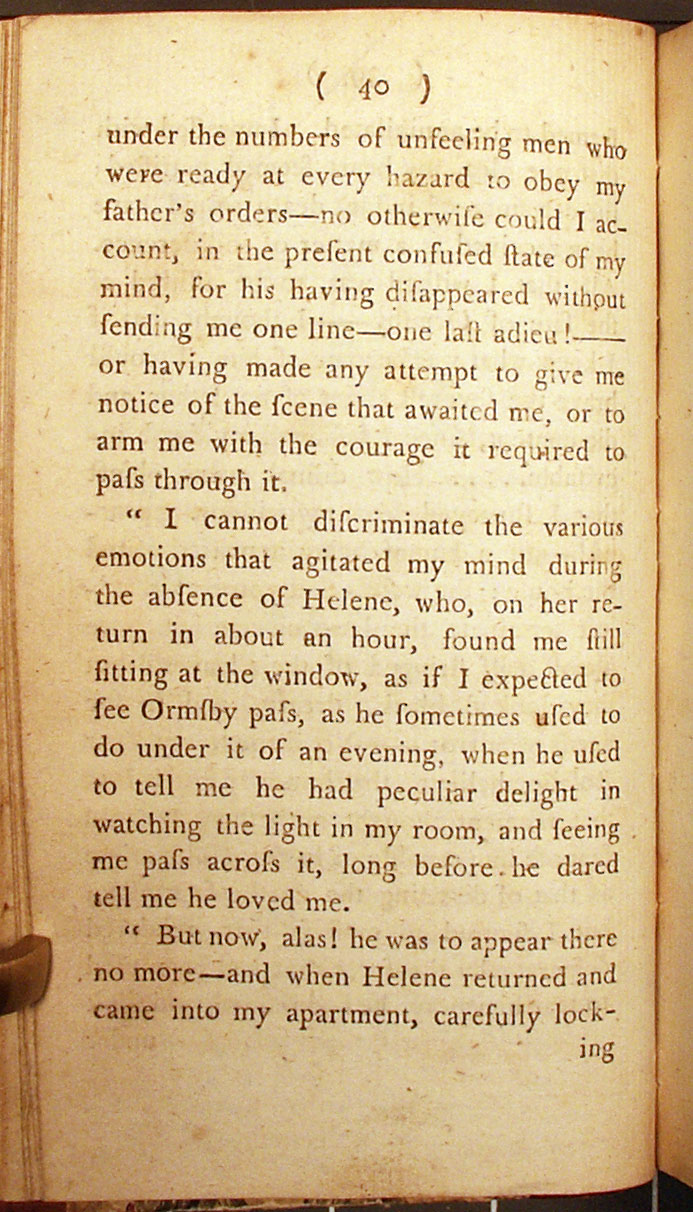 ( 40 )
under the numbers of unfeeling men who
were ready at every hazard to obey my
father's orders—no otherwiſe could I ac-
count, in the preſent confuſed ſtate of my
mind, for his having diſappeared without
ſending me one line—one laſt adieu!——
or having made any attempt to give me
notice of the ſcene that awaited me, or to
arm me with the courage it required to
paſs through it.
“ I cannot diſcriminate the various
emotions that agitated my mind during
the abſence of Helene, who, on her re-
turn in about an hour, found me ſtill
ſitting at the window, as if I expected to
ſee Ormſby paſs, as he ſometimes uſed to
do under it of an evening, when he uſed
to tell me he had peculiar delight in
watching the light in my room, and ſeeing
me paſs acroſs it, long before he dared
tell me he loved me.
“ But now, alas! he was to appear there
no more—and when Helene returned and
came into my apartment, carefully lock-
ing